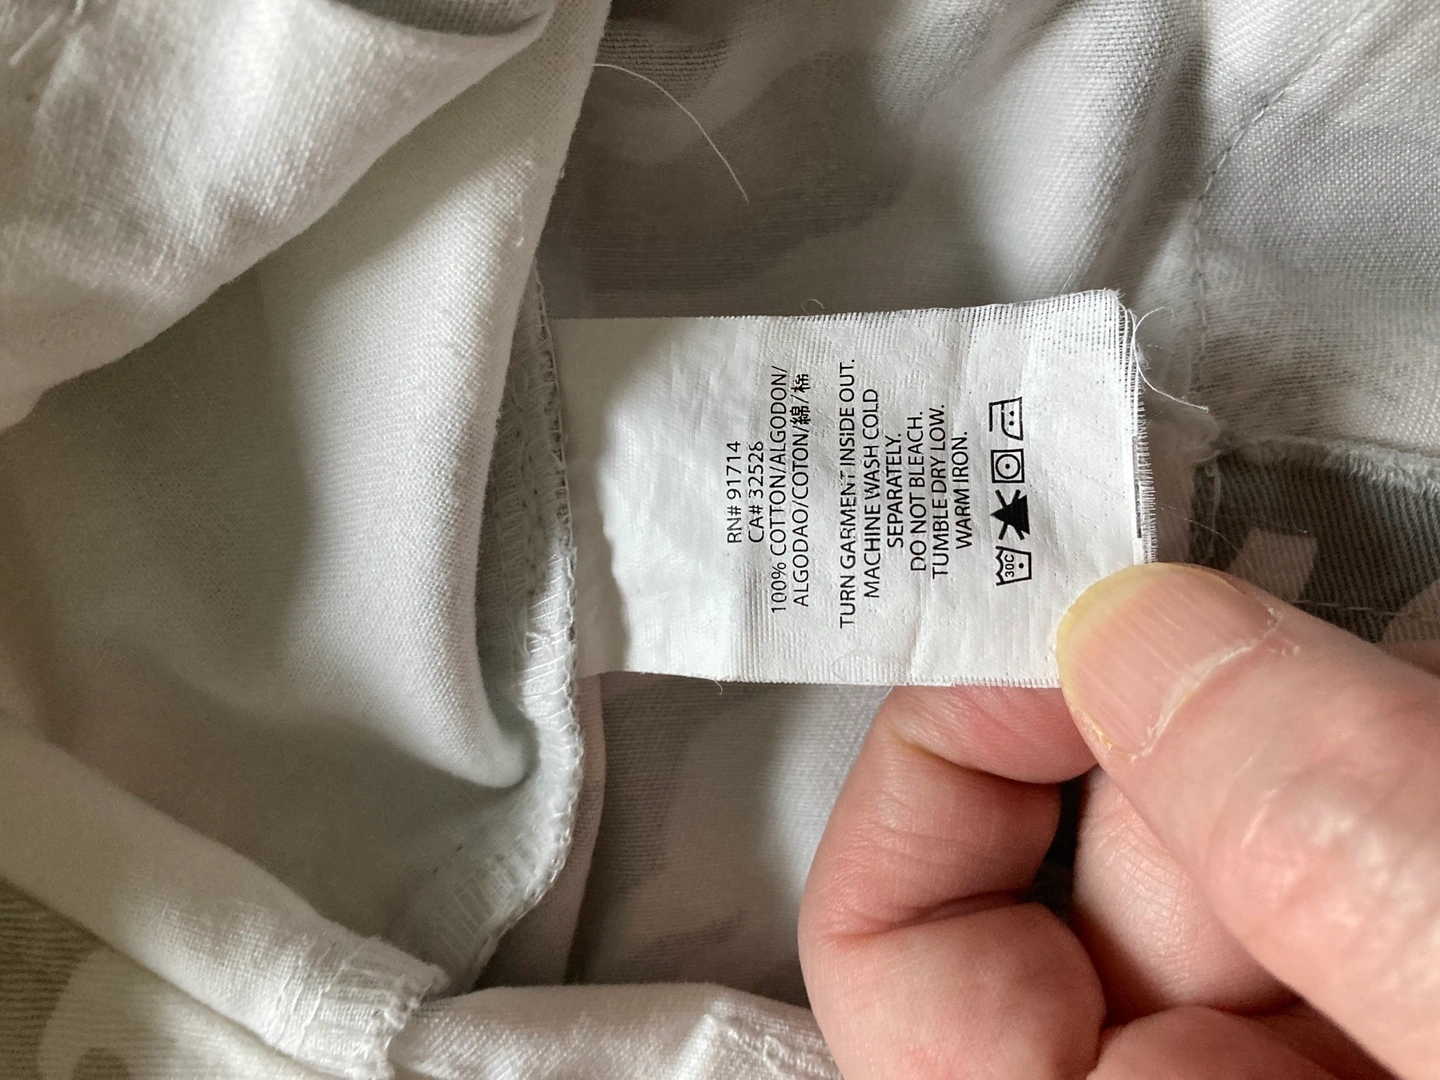 RN# 91714
CA# 32526
100% COTTON/ALGODON/
ALGODAO/COTON/綿/棉
TURN GARMENT INSIDE OUT.
MACHINE WASH COLD
SEPARATELY.
DO NOT BLEACH.
TUMBLE DRY LOW.
WARM IRON.
30C